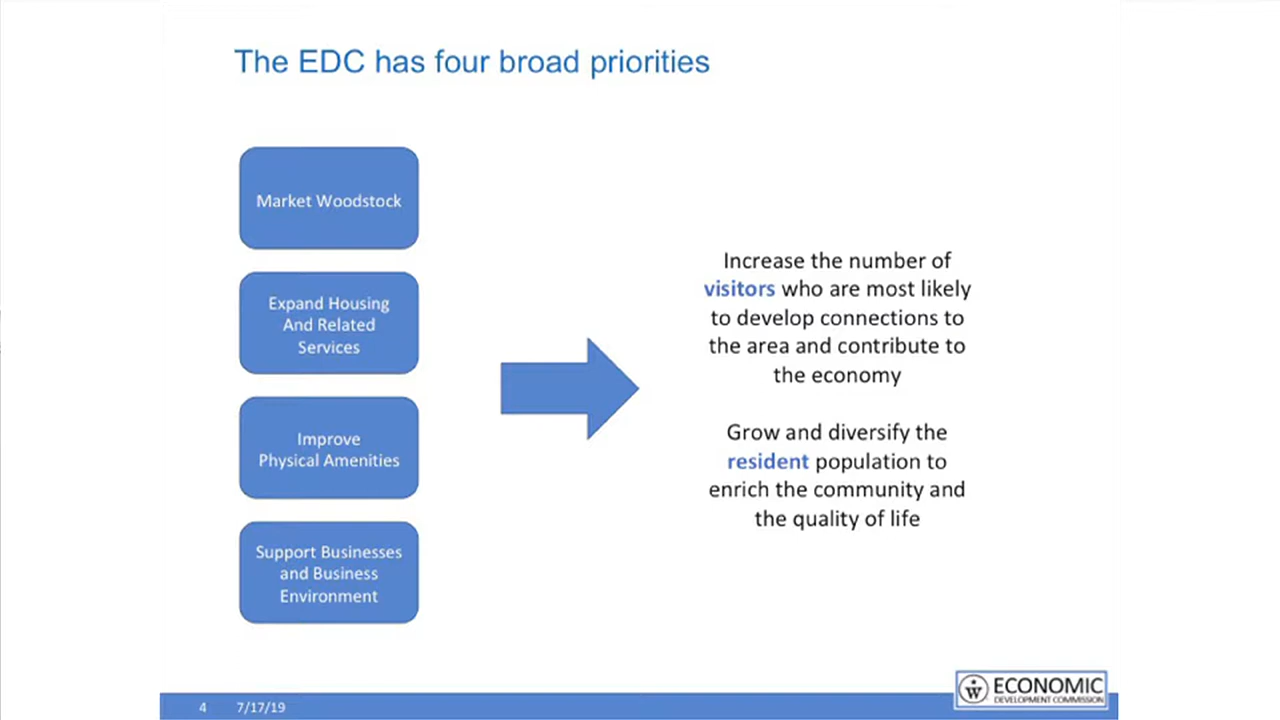 The EDC has four broad priorities
Market Woodstock
Expand Housing
And Related
Services
Improve
Physical Amenities
Support Businesses
and Business
Environment
Increase the number of
visitors who are most likely
to develop connections to
the area and contribute to
the economy
Grow and diversify the
resident population to
enrich the community and
the quality of life
4 7/17/19
W
ECONOMIC
DEVELOPMENT COMMISSION